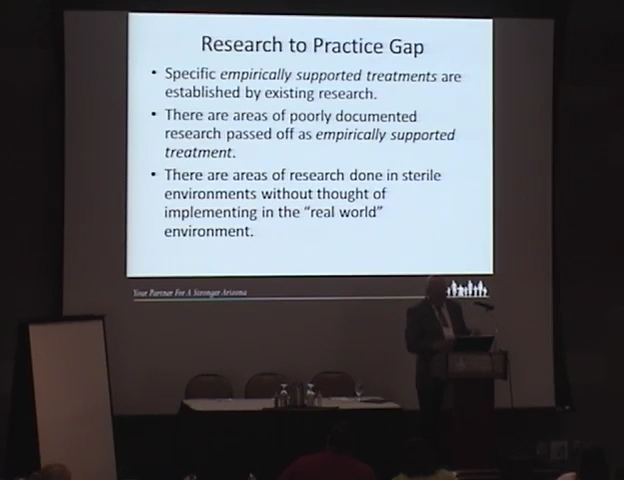 Research to Practice Gap
• Specific empirically supported treatments are
established by existing research.
• There are areas of poorly documented
research passed off as empirically supported
treatment.
• There are areas of research done in sterile
environments without thought of
implementing in the "real world"
environment.
Your Partner For A Stronger Arizona